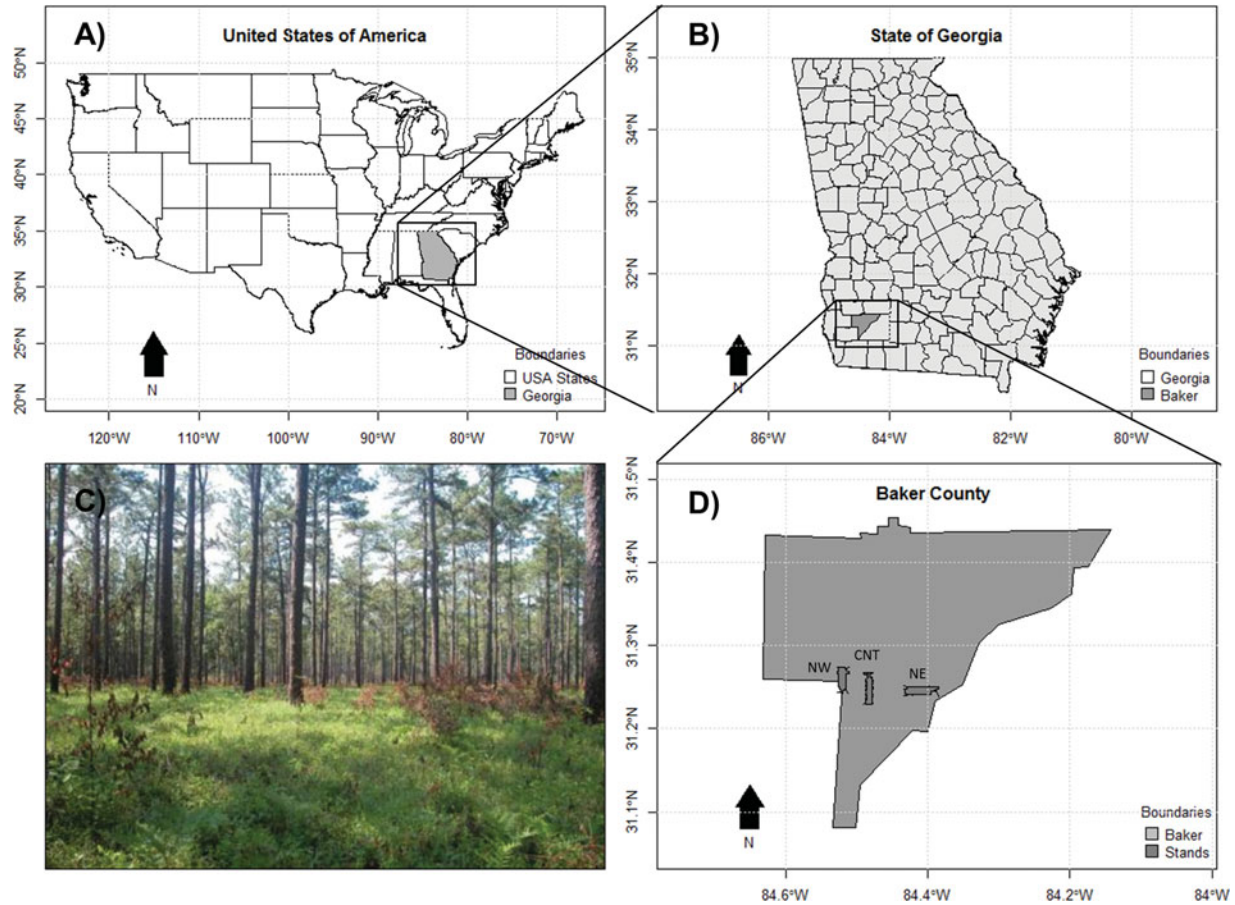 A)
United States of America
50°N
45°N
40°N
35°N
30°N
25°N
20°N
N
Boundaries
USA States
Georgia
120°W
100°W
90°W
80°W
70°W
B)
State of Georgia
35°N
34°N
33°N
32°N
31°N
N
Boundaries
Georgia
Baker
86°W
84°W
82°W
80°W
C)
D)
Baker County
31.5°N
31.4°N
31.3°N
31.2°N
31.1°N
NW
CNT
NE
N
Boundaries
Baker
Stands
84.6°W
84.4°W
84.2°W
84°W